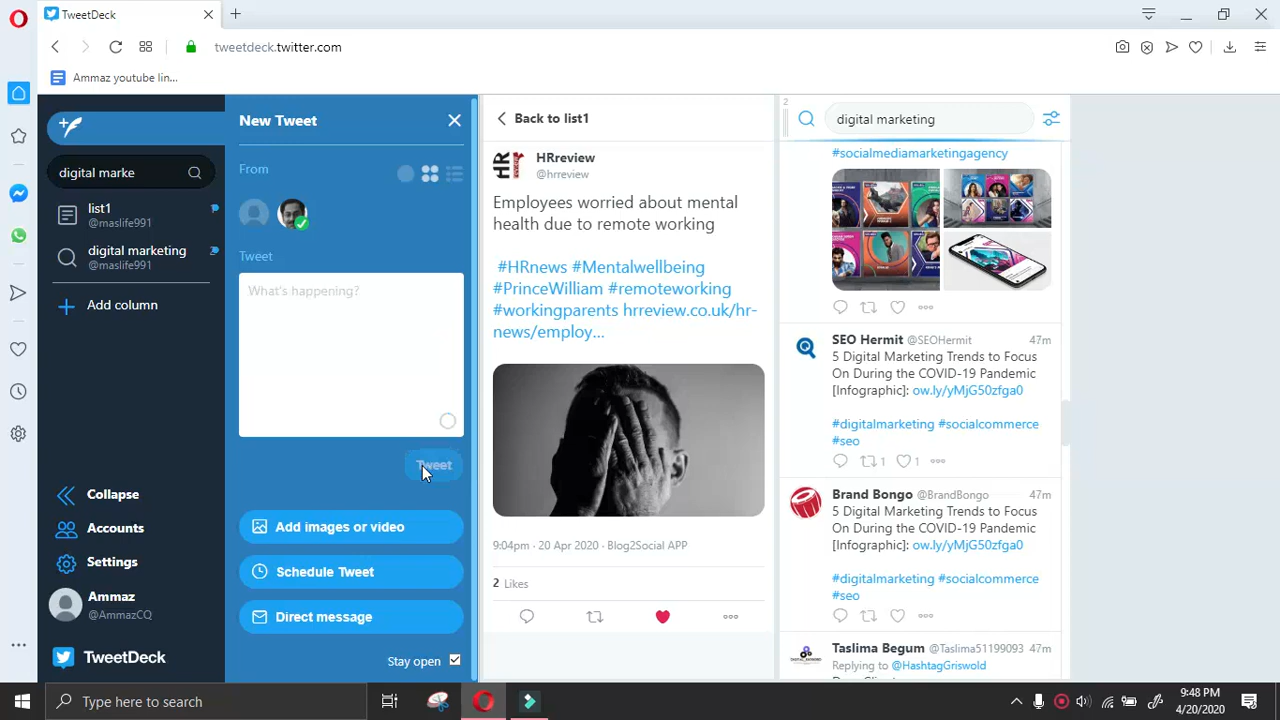 TweetDeck
tweetdeck.twitter.com
Ammaz youtube lin...
digital marke
list1
@maslife991
digital marketing
@maslife991
Add column
Collapse
Accounts
Settings
Ammaz
@AmmazCQ
TweetDeck
New Tweet
From
Tweet
What's happening?
Tweet
Add images or video
Schedule Tweet
Direct message
Stay open
Back to list1
HRreview
@hrreview
Employees worried about mental
health due to remote working
#HRnews #Mentalwellbeing
#PrinceWilliam #remoteworking
#workingparents hrreview.co.uk/hr-
news/employ...
9:04pm · 20 Apr 2020 · Blog2Social APP
2 Likes
2
digital marketing
#socialmediamarketingagency
SEO Hermit @SEOHermit 47m
5 Digital Marketing Trends to Focus
On During the COVID-19 Pandemic
[Infographic]: ow.ly/yMjG50zfga0
#digitalmarketing #socialcommerce
#seo
1 1
Brand Bongo @BrandBongo 47m
5 Digital Marketing Trends to Focus
On During the COVID-19 Pandemic
[Infographic]: ow.ly/yMjG50zfga0
#digitalmarketing #socialcommerce
#seo
Taslima Begum @Taslima51199093 47m
Replying to @HashtagGriswold
Type here to search
9:48 PM
4/20/2020